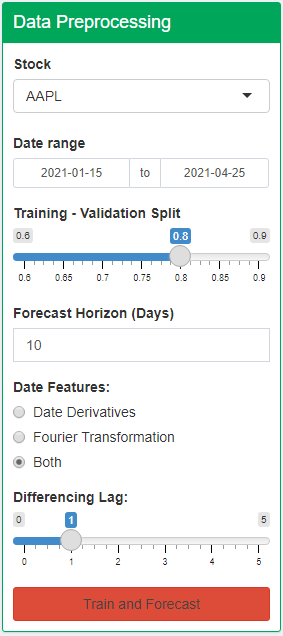 Data Preprocessing
Stock
AAPL
Date range
2021-01-15 to 2021-04-25
Training - Validation Split
0.6 0.8 0.9
0.6 0.65 0.7 0.75 0.8 0.85 0.9
Forecast Horizon (Days)
10
Date Features:
Date Derivatives
Fourier Transformation
Both
Differencing Lag:
0 1 5
0 1 2 3 4 5
Train and Forecast